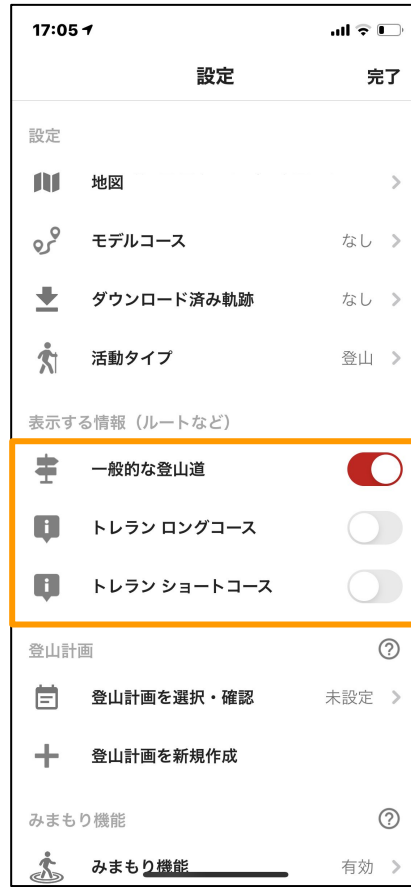 17:05
設定 完了
設定
地図
モデルコース なし
ダウンロード済み軌跡 なし
活動タイプ 登山
表示する情報（ルートなど）
一般的な登山道
トレラン ロングコース
トレラン ショートコース
登山計画 ?
登山計画を選択・確認 未設定
登山計画を新規作成
みまもり機能 ?
みまもり機能 有効